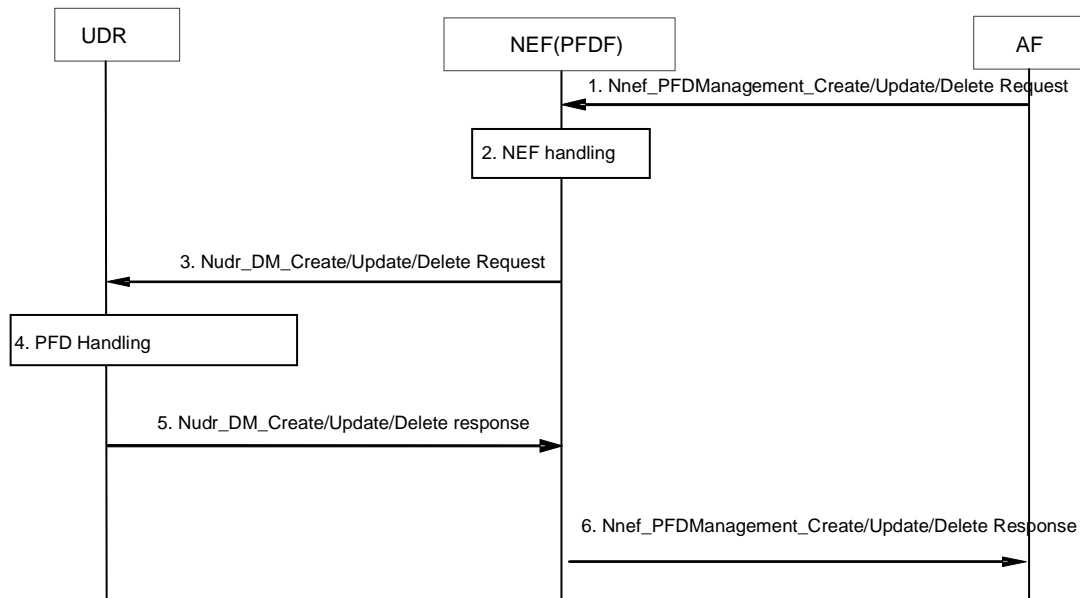 UDR
NEF(PFDF)
AF
1. Nnef_PFDManagement_Create/Update/Delete Request
2. NEF handling
3. Nudr_DM_Create/Update/Delete Request
4. PFD Handling
5. Nudr_DM_Create/Update/Delete response
6. Nnef_PFDManagement_Create/Update/Delete Response